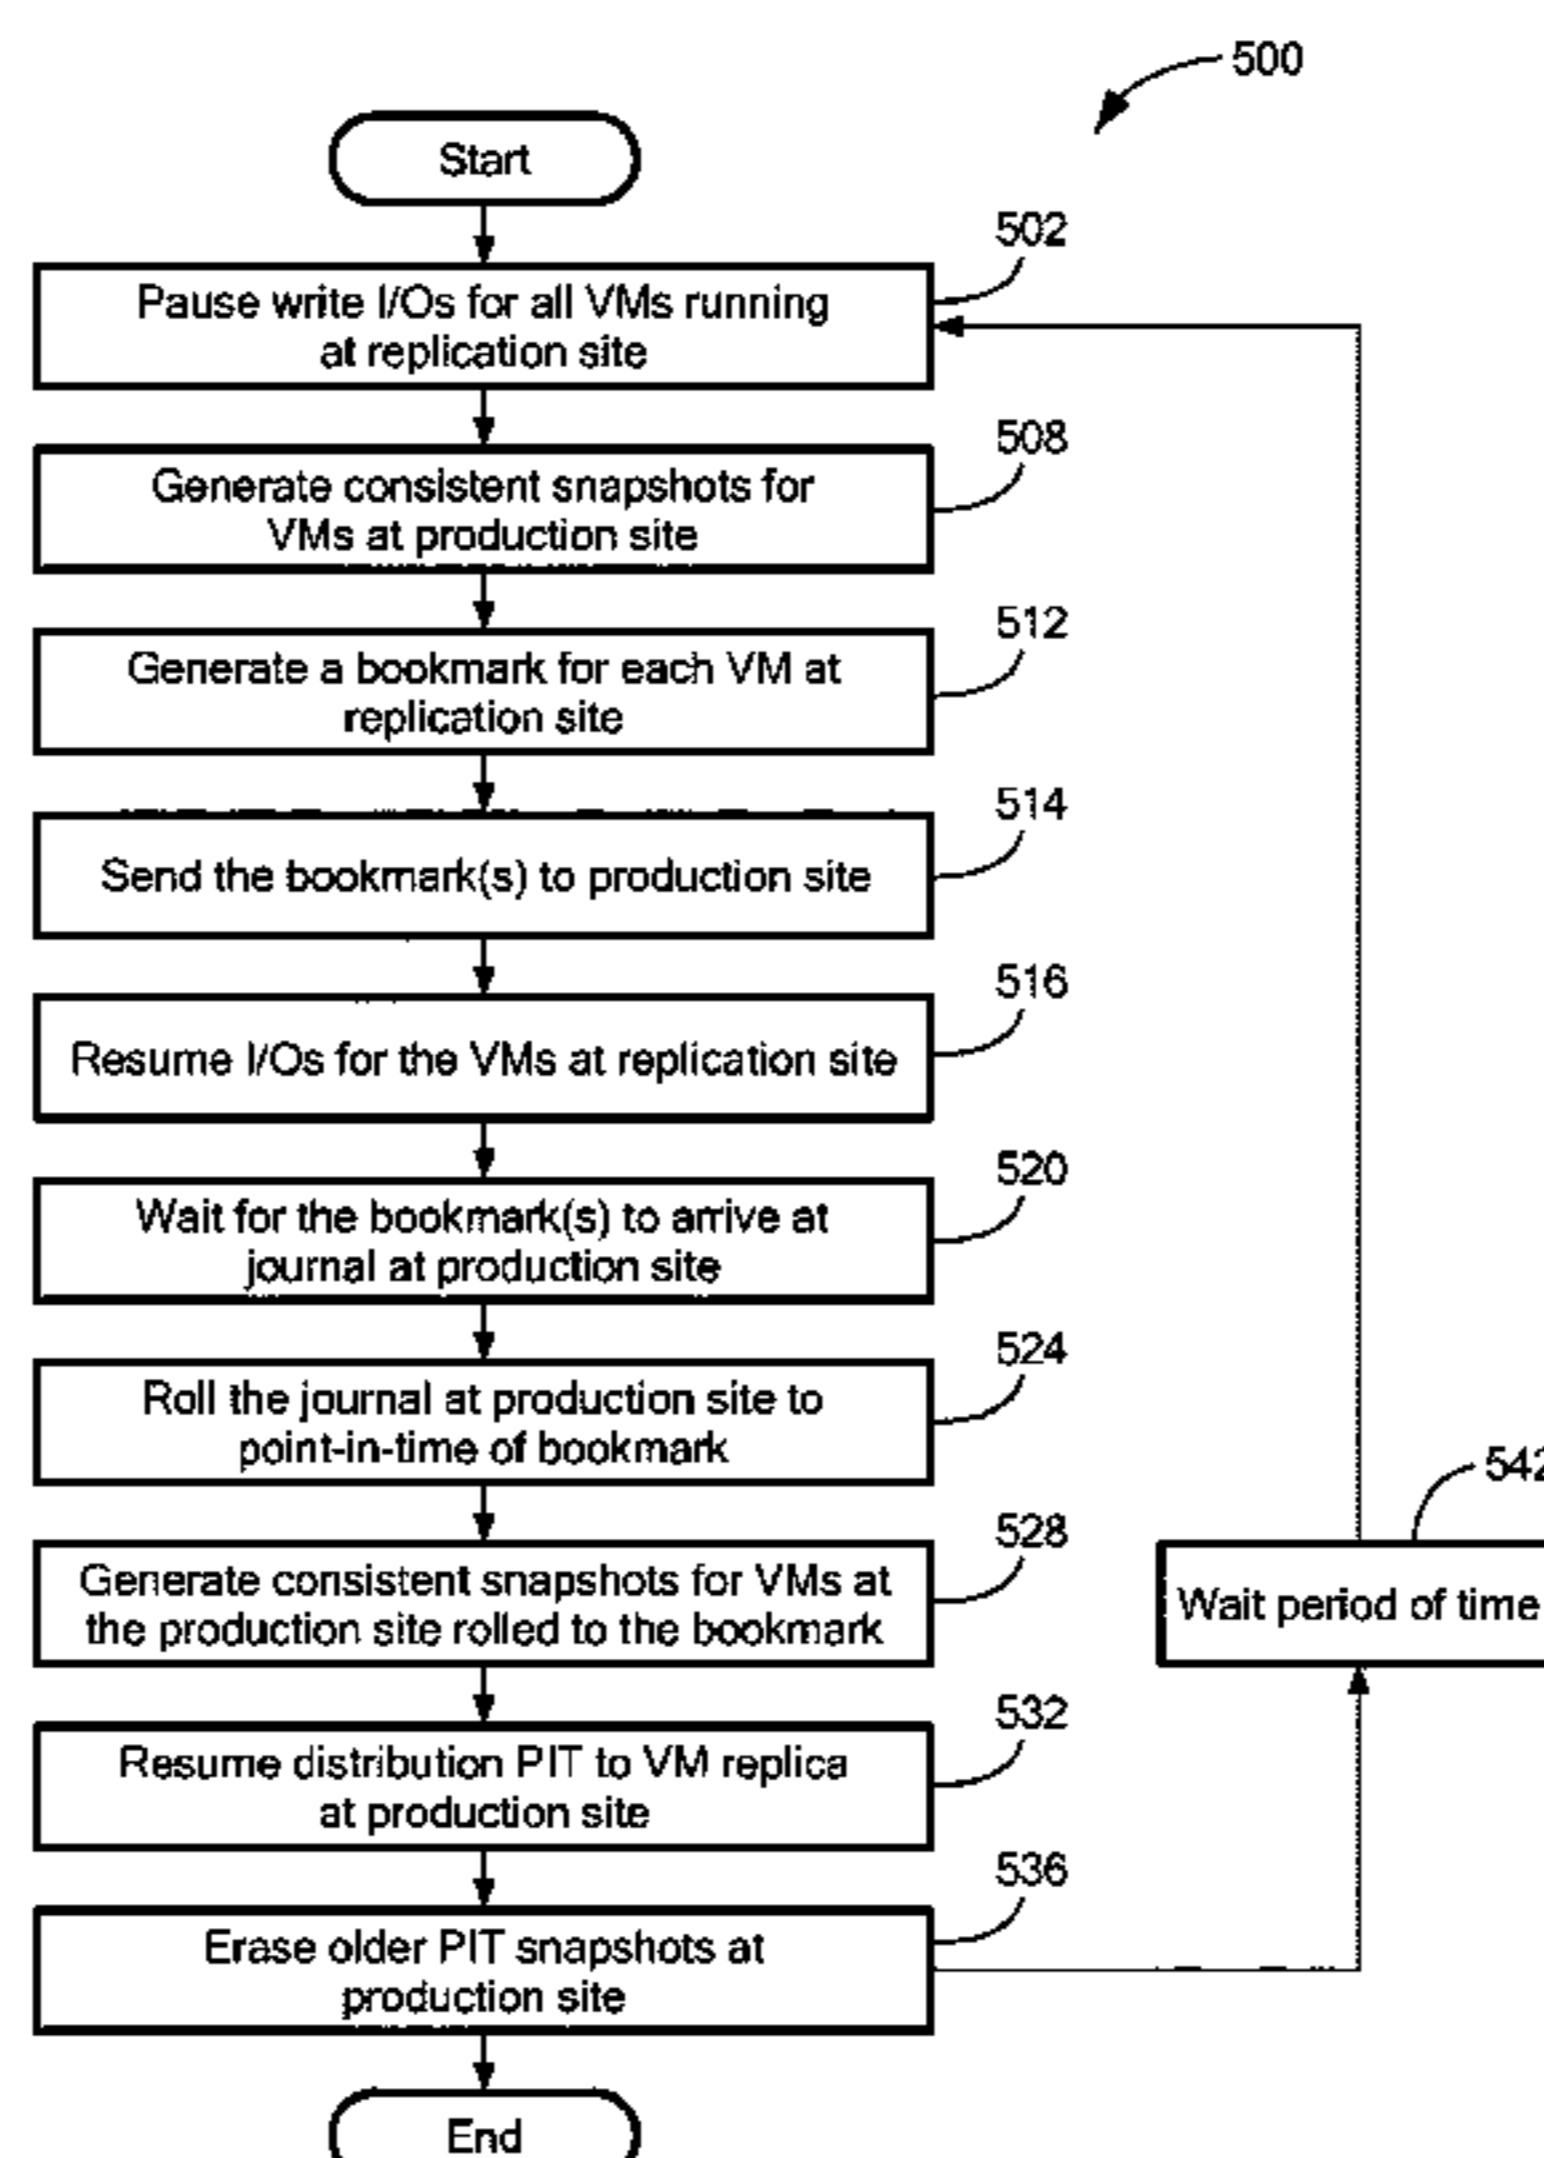 500
Start
502
Pause write I/Os for all VMs running
at replication site
508
Generate consistent snapshots for
VMs at production site
512
Generate a bookmark for each VM at
replication site
514
Send the bookmark(s) to production site
516
Resume I/Os for the VMs at replication site
520
Wait for the bookmark(s) to arrive at
journal at production site
524
Roll the journal at production site to
point-in-time of bookmark
542
528
Generate consistent snapshots for VMs at
the production site rolled to the bookmark
Wait period of time
532
Resume distribution PIT to VM replica
at production site
536
Erase older PIT snapshots at
production site
End